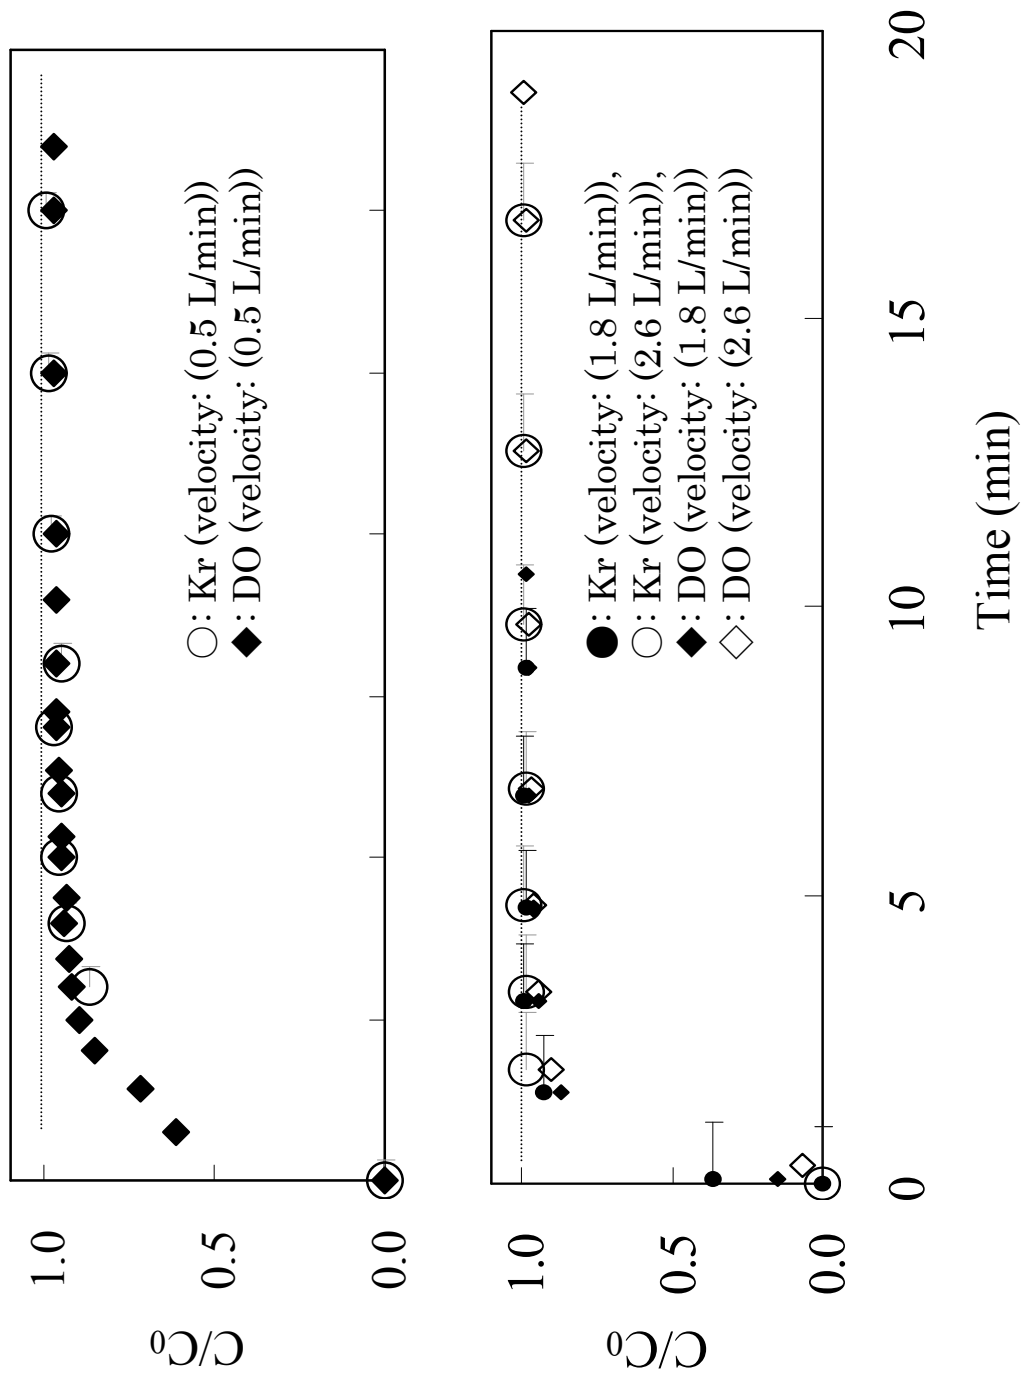 C/C0
1.0
0.5
0.0
○: Kr (velocity: (0.5 L/min))
◆: DO (velocity: (0.5 L/min))
C/C0
1.0
0.5
0.0
●: Kr (velocity: (1.8 L/min)),
○: Kr (velocity: (2.6 L/min)),
◆: DO (velocity: (1.8 L/min))
◇: DO (velocity: (2.6 L/min))
0 5 10 15 20
Time (min)